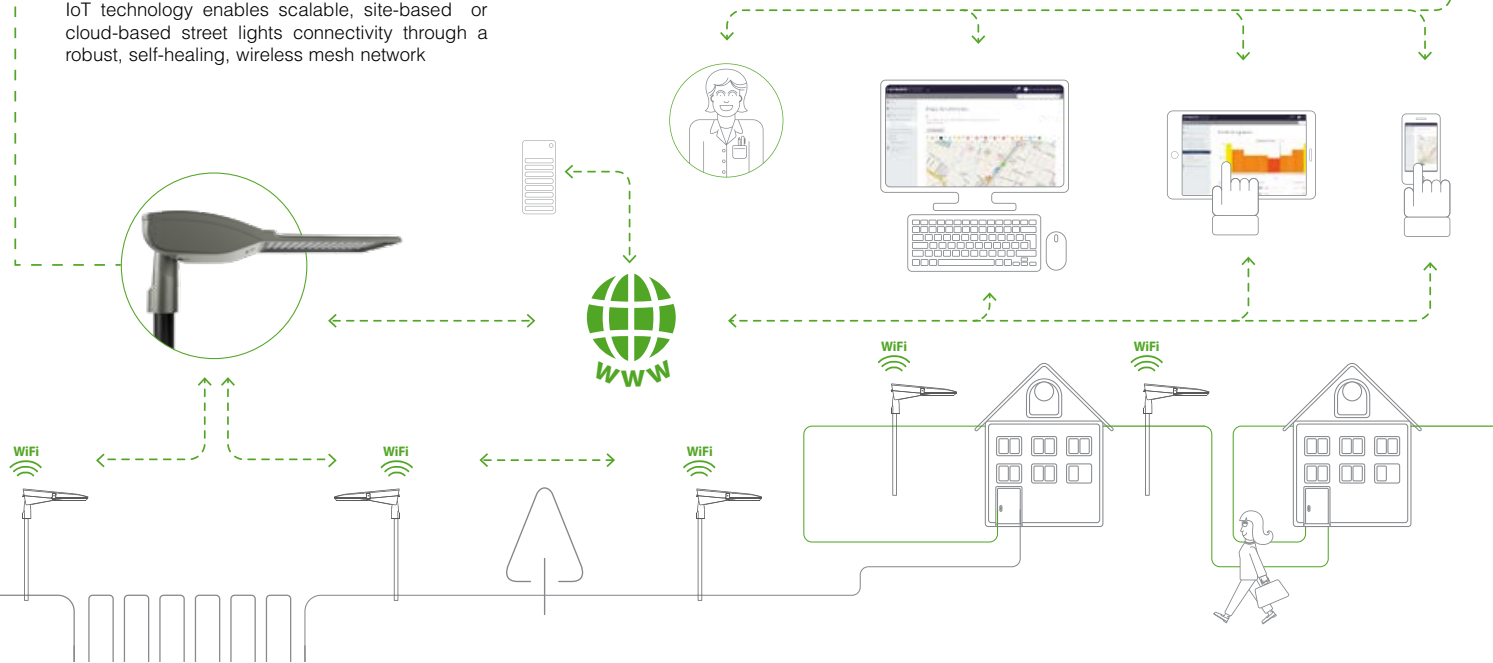 IoT technology enables scalable, site-based or
cloud-based street lights connectivity through a
robust, self-healing, wireless mesh network
www
WiFi
WiFi
WiFi
WiFi
WiFi